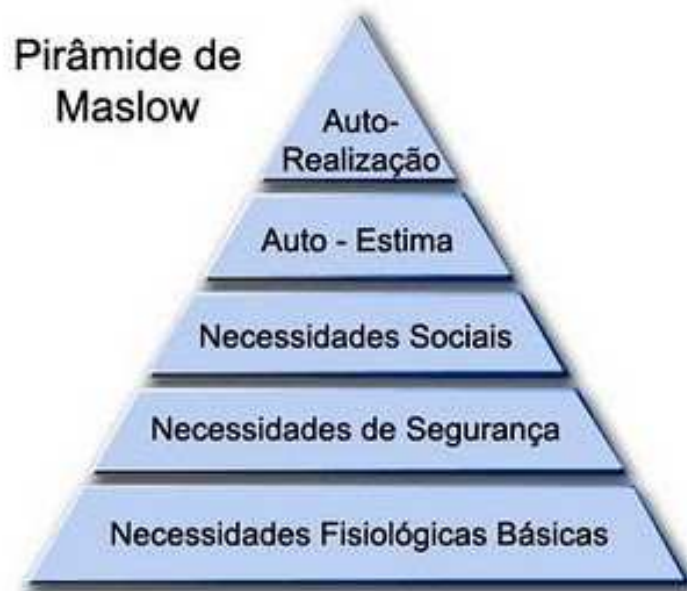 Pirâmide de
Maslow
Auto-
Realização
Auto - Estima
Necessidades Sociais
Necessidades de Segurança
Necessidades Fisiológicas Básicas